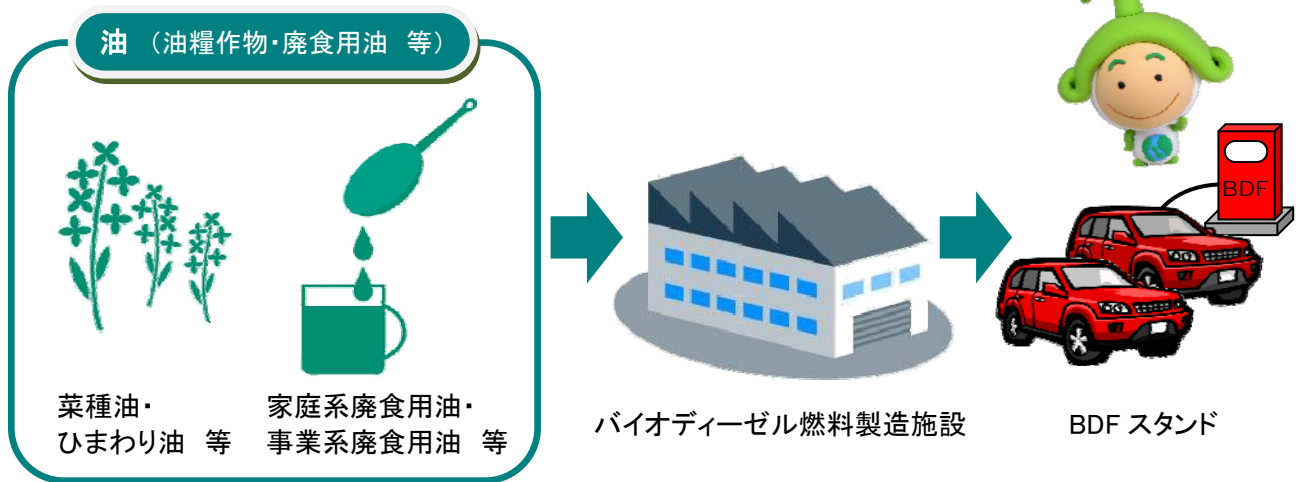 油 （油糧作物・廃食用油 等）
菜種油・
ひまわり油 等
家庭系廃食用油・
事業系廃食用油 等
バイオディーゼル燃料製造施設
BDF
BDF スタンド